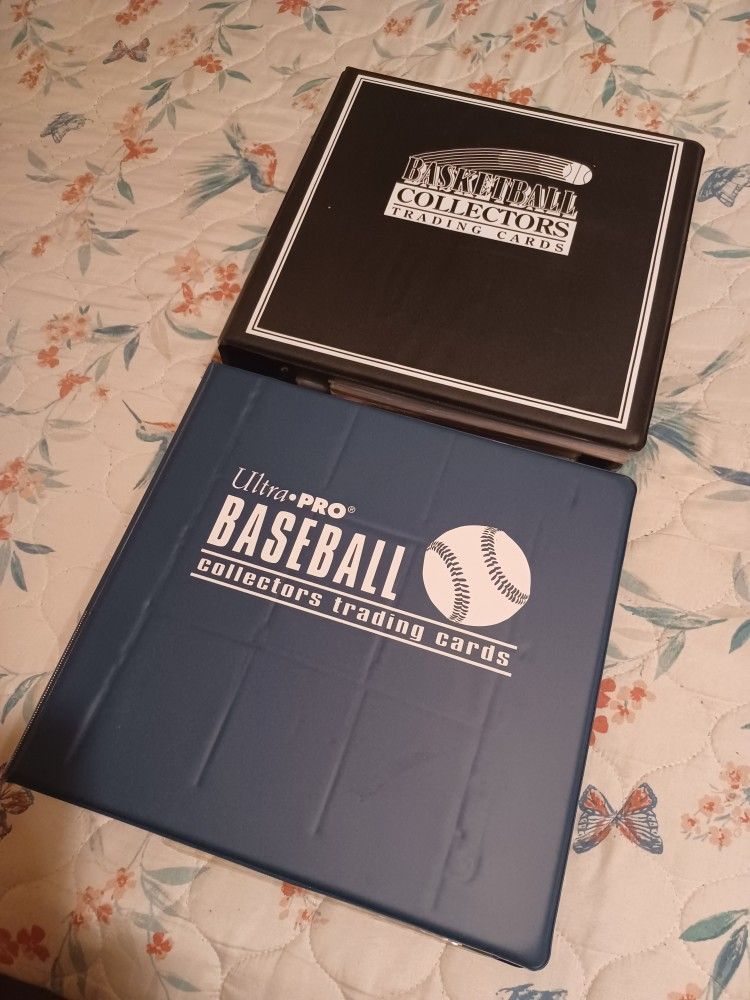 BASKETBALL
COLLECTORS
TRADING CARDS
Ultra•PRO®
BASEBALL
collectors trading cards